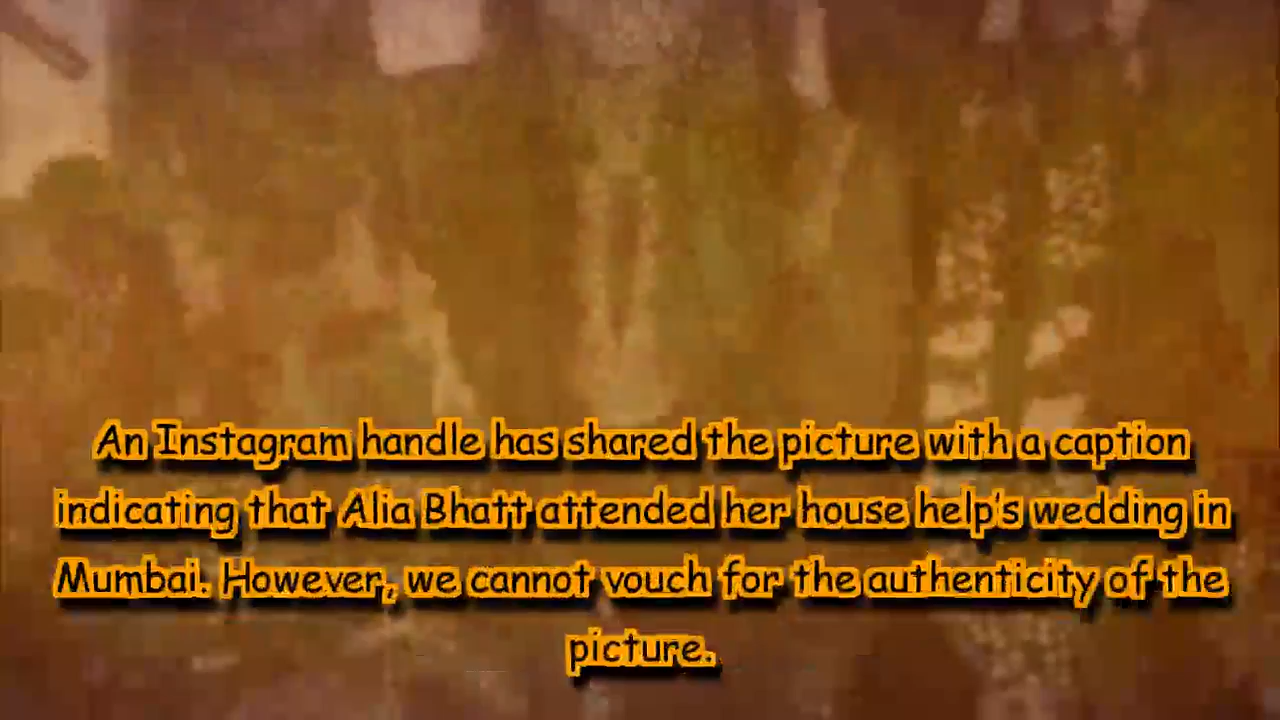 An Instagram handle has shared the picture with a caption
indicating that Alia Bhatt attended her house help's wedding in
Mumbai. However, we cannot vouch for the authenticity of the
picture.